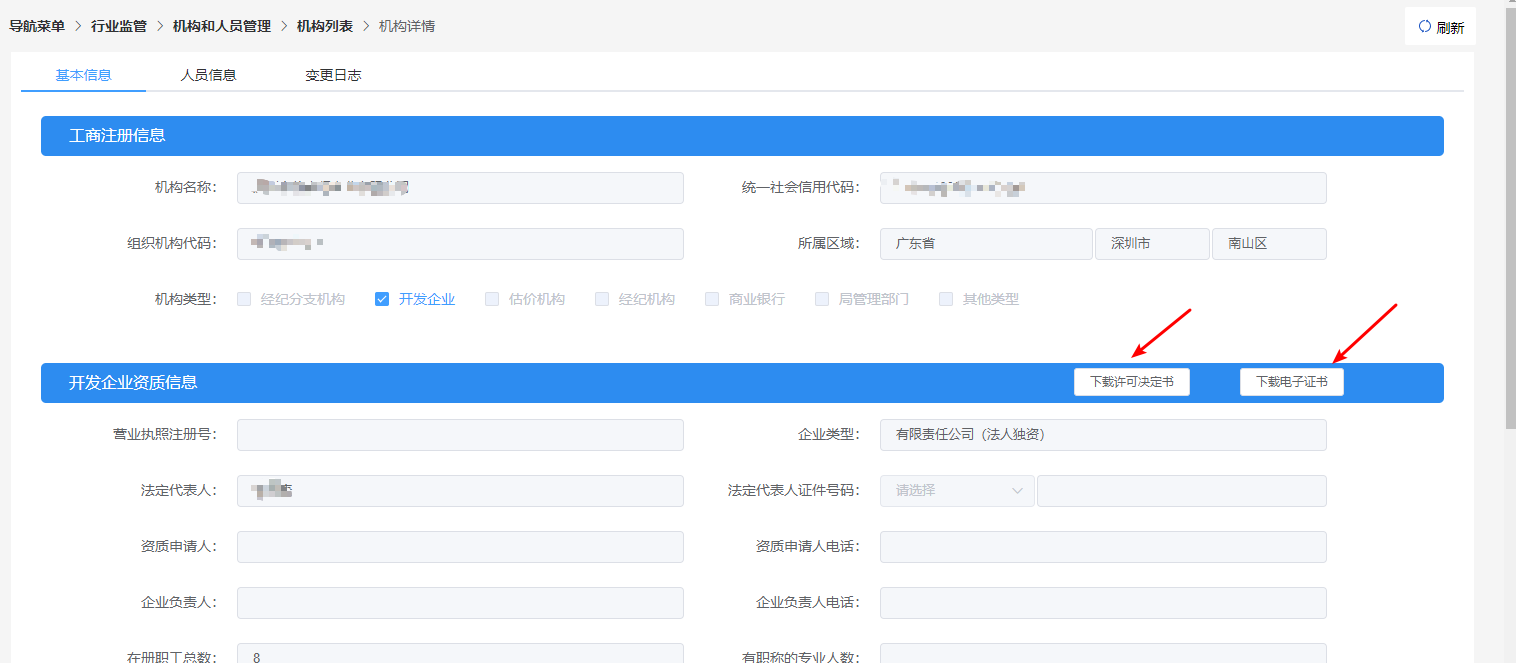 导航菜单 > 行业监管 > 机构和人员管理 > 机构列表 > 机构详情
刷新
基本信息 人员信息 变更日志
工商注册信息
机构名称： 统一社会信用代码：
组织机构代码： 所属区域： 广东省 深圳市 南山区
机构类型： 经纪分支机构 开发企业 估价机构 经纪机构 商业银行 局管理部门 其他类型
开发企业资质信息 下载许可决定书 下载电子证书
营业执照注册号： 企业类型： 有限责任公司（法人独资）
法定代表人： 法定代表人证件号码： 请选择
资质申请人： 资质申请人电话：
企业负责人： 企业负责人电话：
在册职工总数： 8 有职称的专业人数：